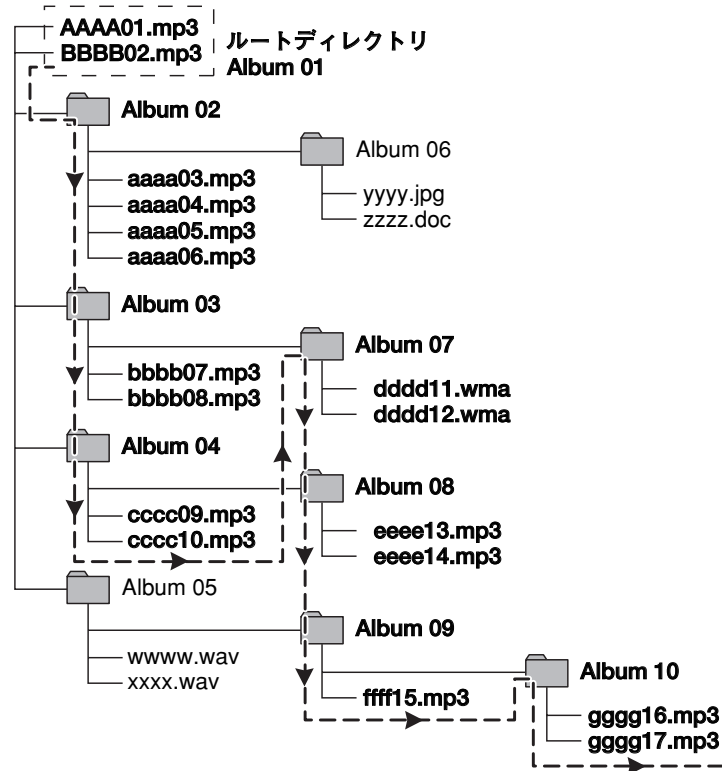 AAAA01.mp3
BBBB02.mp3
ルートディレクトリ
Album 01
Album 02
Album 06
aaaa03.mp3
aaaa04.mp3
aaaa05.mp3
aaaa06.mp3
yyyy.jpg
zzzz.doc
Album 03
Album 07
bbbb07.mp3
bbbb08.mp3
dddd11.wma
dddd12.wma
Album 04
Album 08
cccc09.mp3
cccc10.mp3
eeee13.mp3
eeee14.mp3
Album 05
Album 09
wwww.wav
xxxx.wav
ffff15.mp3
Album 10
gggg16.mp3
gggg17.mp3